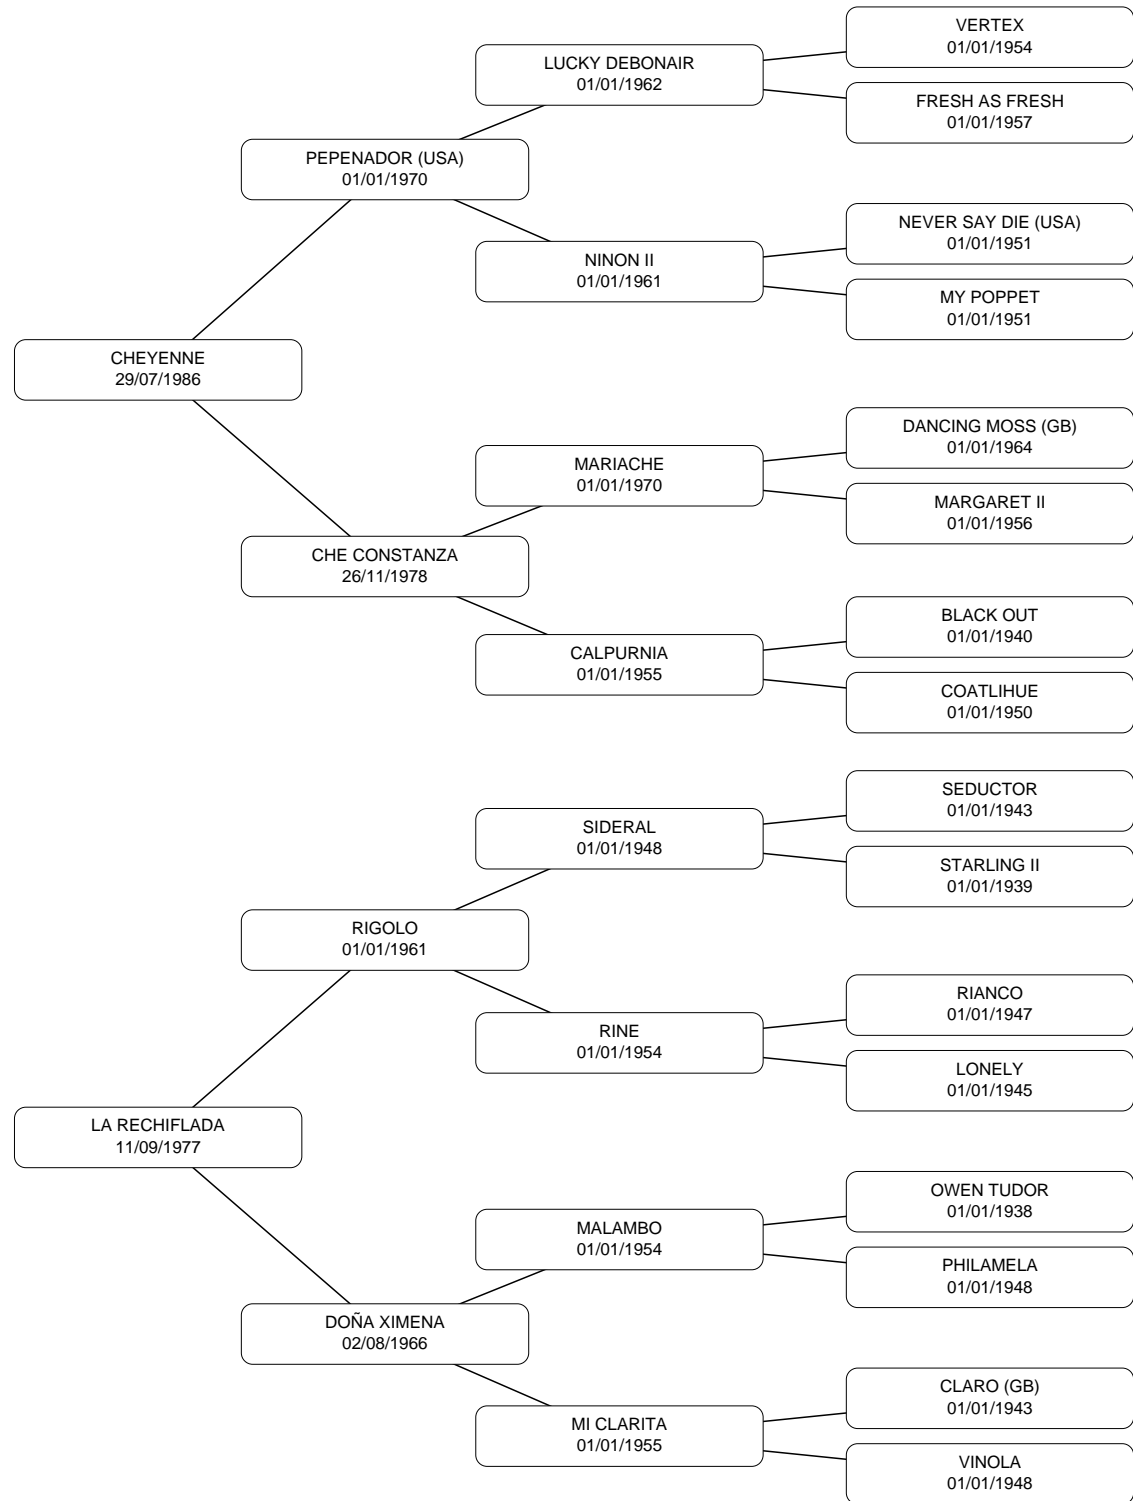 VERTEX
01/01/1954
LUCKY DEBONAIR
01/01/1962
FRESH AS FRESH
01/01/1957
PEPENADOR (USA)
01/01/1970
NEVER SAY DIE (USA)
01/01/1951
NINON II
01/01/1961
MY POPPET
01/01/1951
CHEYENNE
29/07/1986
DANCING MOSS (GB)
01/01/1964
MARIACHE
01/01/1970
MARGARET II
01/01/1956
CHE CONSTANZA
26/11/1978
BLACK OUT
01/01/1940
CALPURNIA
01/01/1955
COATLIHUE
01/01/1950
SEDUCTOR
01/01/1943
SIDERAL
01/01/1948
STARLING II
01/01/1939
RIGOLO
01/01/1961
RIANCO
01/01/1947
RINE
01/01/1954
LONELY
01/01/1945
LA RECHIFLADA
11/09/1977
OWEN TUDOR
01/01/1938
MALAMBO
01/01/1954
PHILAMELA
01/01/1948
DOÑA XIMENA
02/08/1966
CLARO (GB)
01/01/1943
MI CLARITA
01/01/1955
VINOLA
01/01/1948